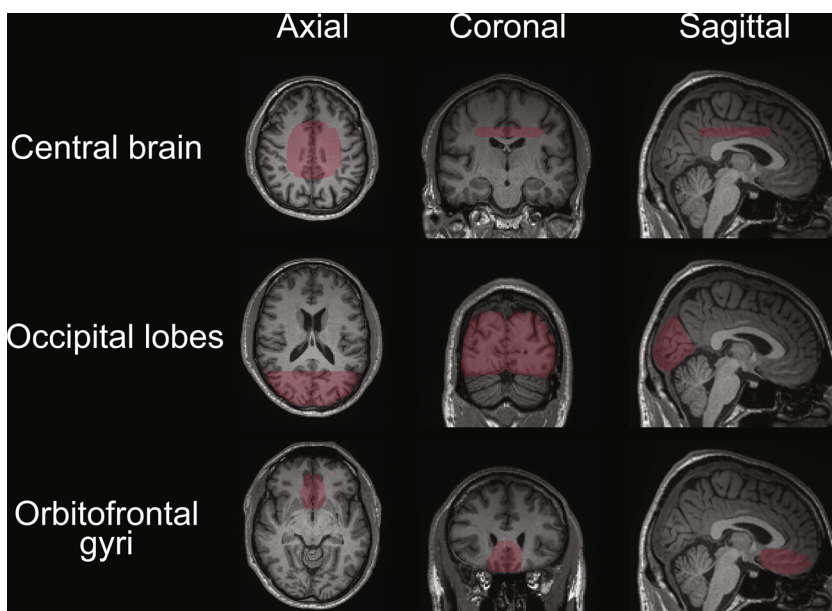 Axial Coronal Sagittal
Central brain
Occipital lobes
Orbitofrontal
gyri